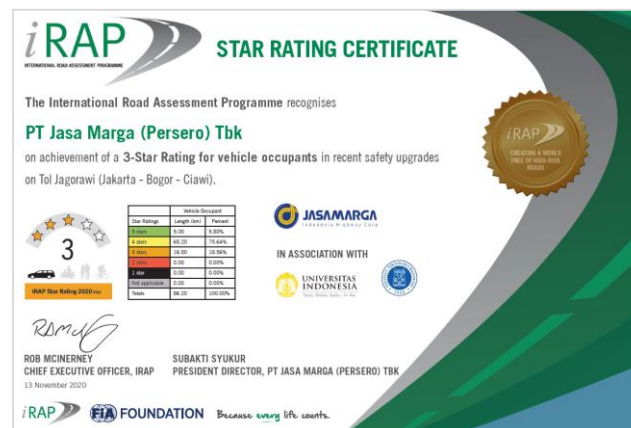 iRAP
INTERNATIONAL ROAD ASSESSMENT PROGRAMME
STAR RATING CERTIFICATE
The International Road Assessment Programme recognises
PT Jasa Marga (Persero) Tbk
on achievement of a 3-Star Rating for vehicle occupants in recent safety upgrades
on Tol Jagorawi (Jakarta - Bogor - Ciawi).
iRAP
CREATING A WORLD
FREE OF HIGH-RISK
ROADS
3
iRAP Star Rating 2020
Vehicle Occupant
Star Ratings Length (km) Percent
5 stars 5.00 5.80%
4 stars 65.20 75.64%
3 stars 16.00 18.56%
2 stars 0.00 0.00%
1 star 0.00 0.00%
Not applicable 0.00 0.00%
Totals 86.20 100.00%
JASAMARGA
Indonesia Highway Corp
IN ASSOCIATION WITH
UNIVERSITAS
INDONESIA
ROB MCINERNEY
CHIEF EXECUTIVE OFFICER, IRAP
13 November 2020
SUBAKTI SYUKUR
PRESIDENT DIRECTOR, PT JASA MARGA (PERSERO) TBK
iRAP
FiA FOUNDATION
Because every life counts.